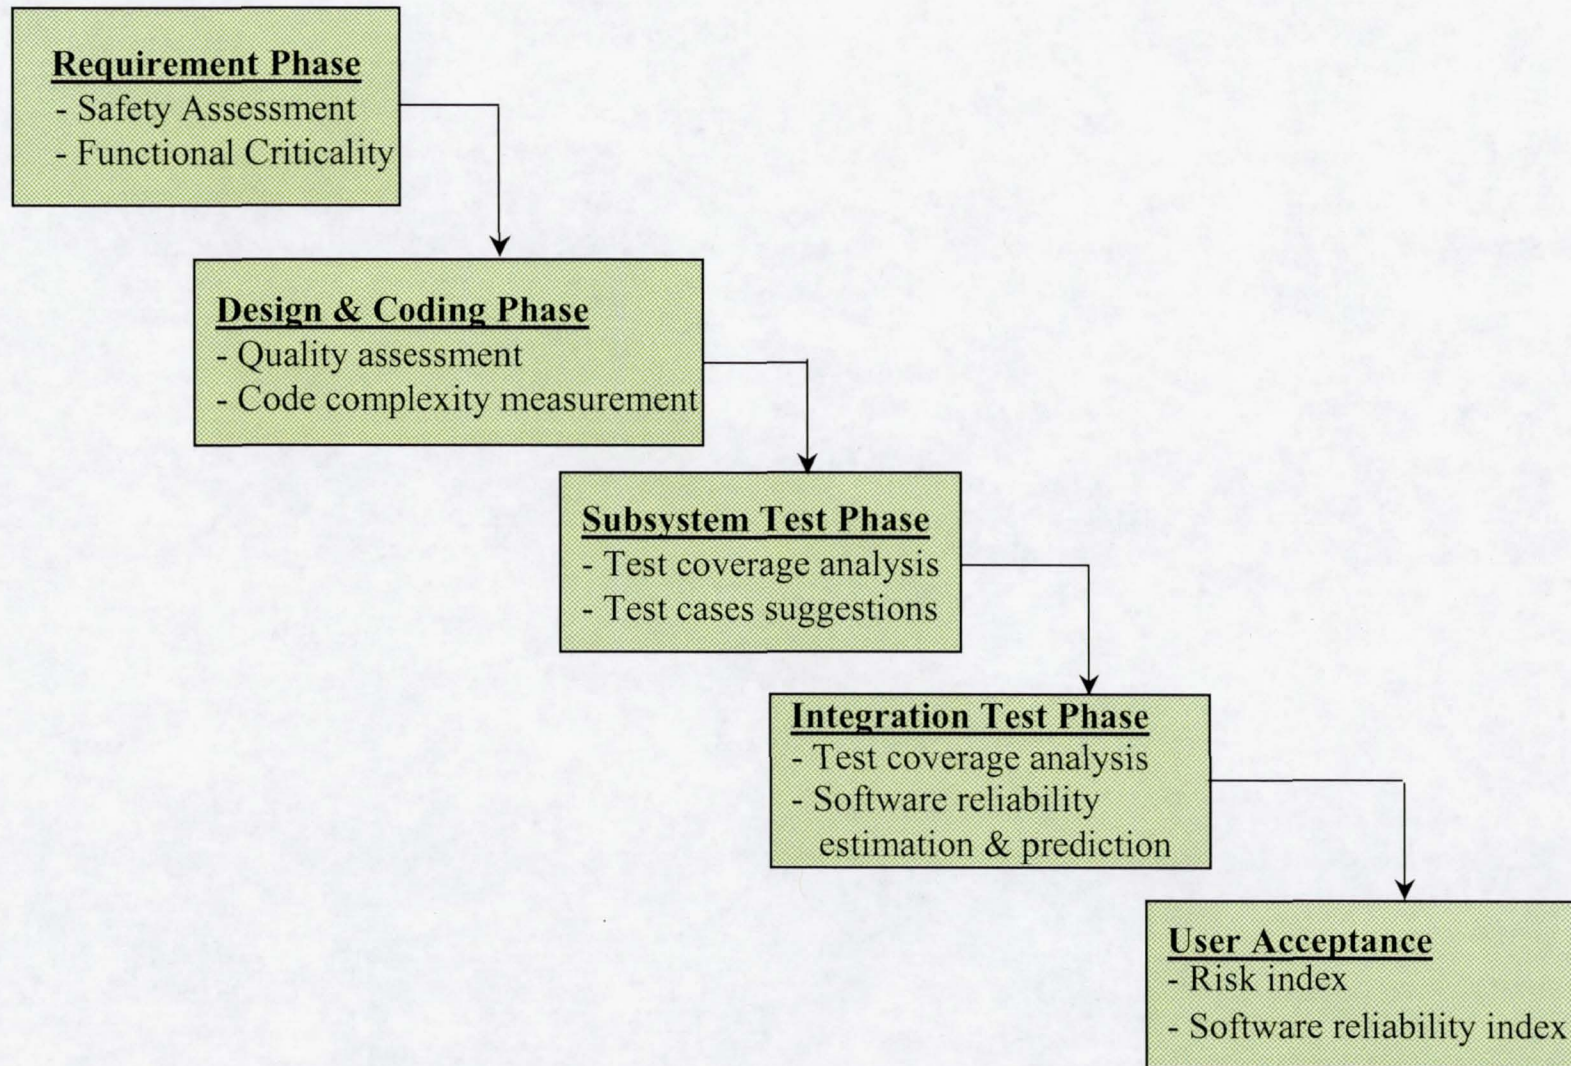 Requirement Phase
- Safety Assessment
- Functional Criticality
Design & Coding Phase
- Quality assessment
- Code complexity measurement
Subsystem Test Phase
- Test coverage analysis
- Test cases suggestions
Integration Test Phase
- Test coverage analysis
- Software reliability
estimation & prediction
User Acceptance
- Risk index
- Software reliability index